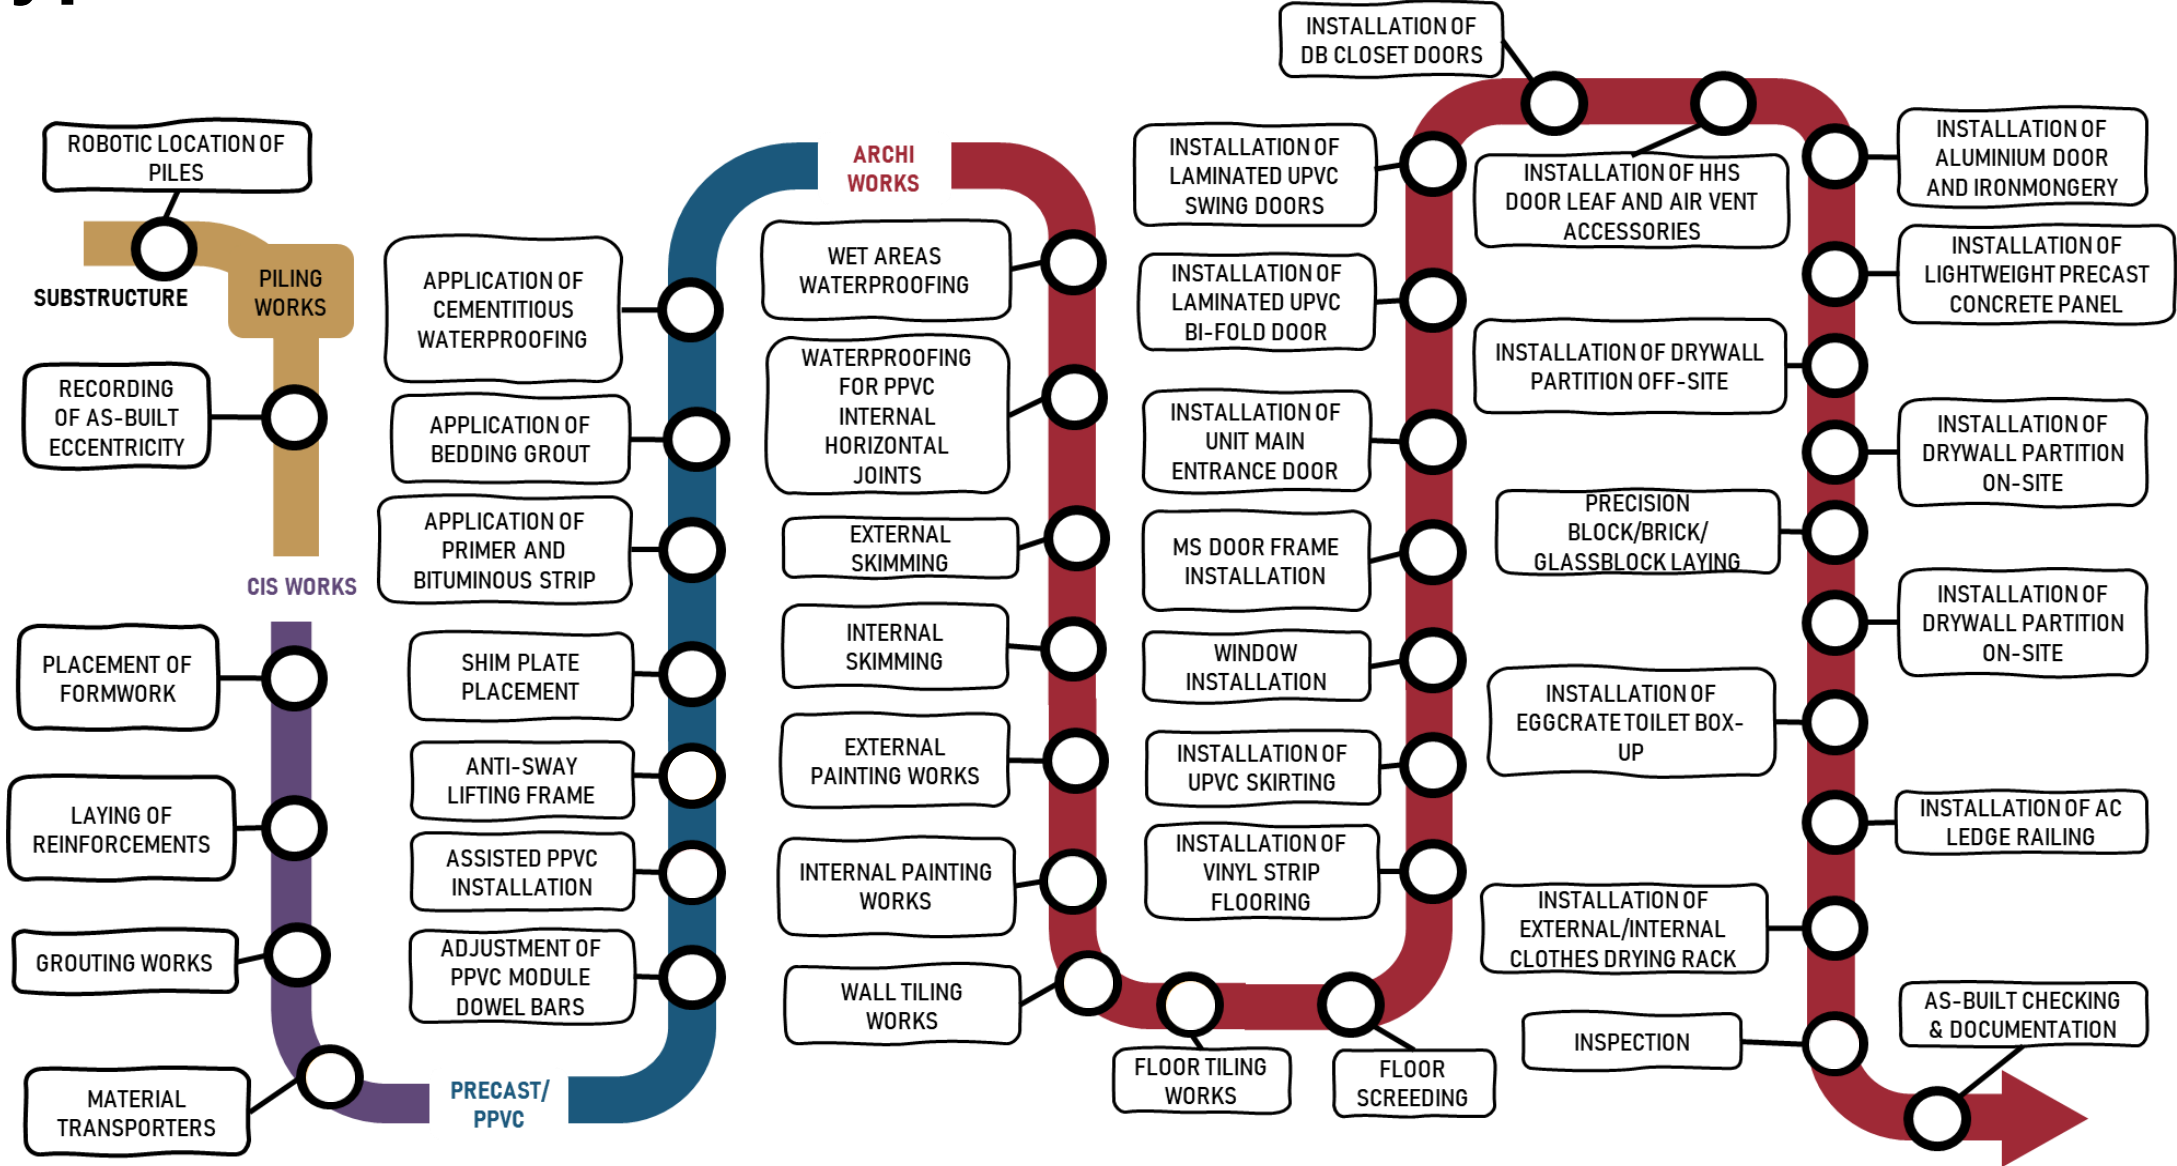 ROBOTIC LOCATION OF
PILES
SUBSTRUCTURE
PILING
WORKS
RECORDING
OF AS-BUILT
ECCENTRICITY
CIS WORKS
PLACEMENT OF
FORMWORK
LAYING OF
REINFORCEMENTS
GROUTING WORKS
MATERIAL
TRANSPORTERS
PRECAST/
PPVC
ADJUSTMENT OF
PPVC MODULE
DOWEL BARS
ASSISTED PPVC
INSTALLATION
ANTI-SWAY
LIFTING FRAME
SHIM PLATE
PLACEMENT
APPLICATION OF
PRIMER AND
BITUMINOUS STRIP
APPLICATION OF
BEDDING GROUT
APPLICATION OF
CEMENTITIOUS
WATERPROOFING
ARCHI
WORKS
WET AREAS
WATERPROOFING
WATERPROOFING
FOR PPVC
INTERNAL
HORIZONTAL
JOINTS
EXTERNAL
SKIMMING
INTERNAL
SKIMMING
EXTERNAL
PAINTING WORKS
INTERNAL PAINTING
WORKS
WALL TILING
WORKS
FLOOR TILING
WORKS
FLOOR
SCREEDING
INSTALLATION OF
VINYL STRIP
FLOORING
INSTALLATION OF
UPVC SKIRTING
WINDOW
INSTALLATION
MS DOOR FRAME
INSTALLATION
INSTALLATION OF
UNIT MAIN
ENTRANCE DOOR
INSTALLATION OF
LAMINATED UPVC
BI-FOLD DOOR
INSTALLATION OF
LAMINATED UPVC
SWING DOORS
INSTALLATION OF
DB CLOSET DOORS
INSTALLATION OF HHS
DOOR LEAF AND AIR VENT
ACCESSORIES
INSTALLATION OF
ALUMINIUM DOOR
AND IRONMONGERY
INSTALLATION OF
LIGHTWEIGHT PRECAST
CONCRETE PANEL
INSTALLATION OF DRYWALL
PARTITION OFF-SITE
INSTALLATION OF
DRYWALL PARTITION
ON-SITE
PRECISION
BLOCK/BRICK/
GLASSBLOCK LAYING
INSTALLATION OF
DRYWALL PARTITION
ON-SITE
INSTALLATION OF
EGGCRATE TOILET BOX-
UP
INSTALLATION OF AC
LEDGE RAILING
INSTALLATION OF
EXTERNAL/INTERNAL
CLOTHES DRYING RACK
INSPECTION
AS-BUILT CHECKING
& DOCUMENTATION